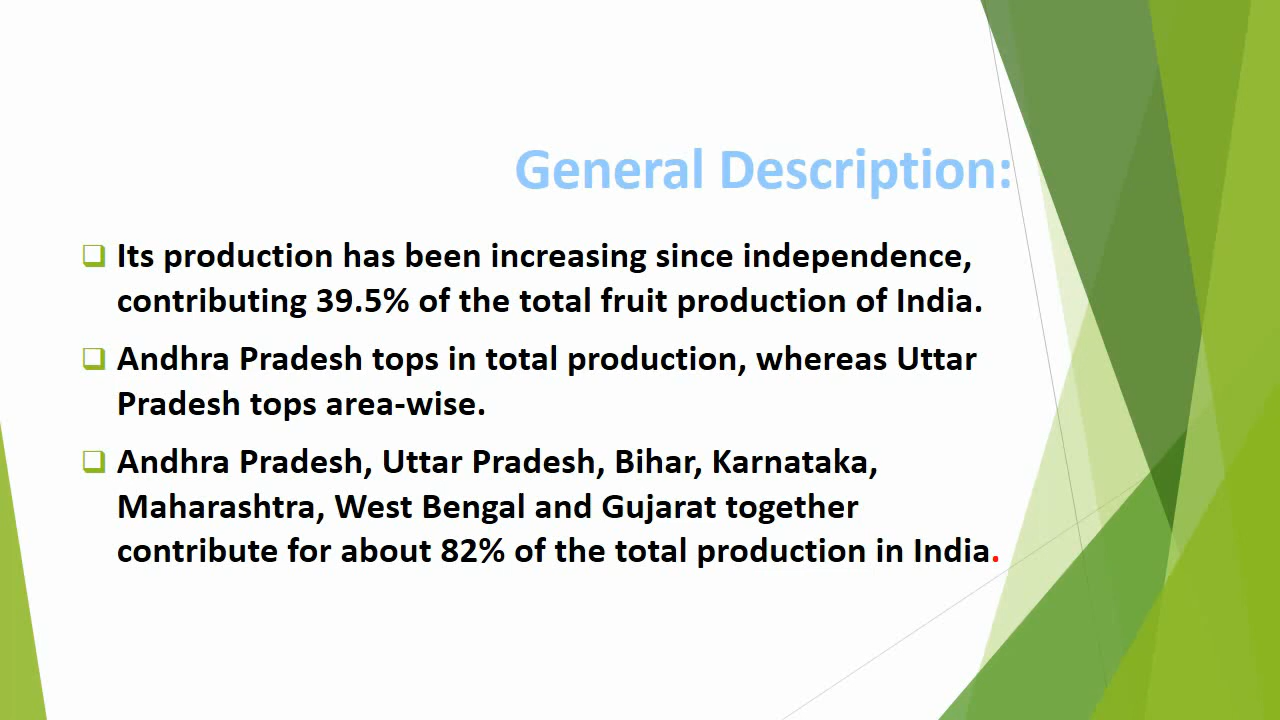 General Description:
Its production has been increasing since independence,
contributing 39.5% of the total fruit production of India.
Andhra Pradesh tops in total production, whereas Uttar
Pradesh tops area-wise.
Andhra Pradesh, Uttar Pradesh, Bihar, Karnataka,
Maharashtra, West Bengal and Gujarat together
contribute for about 82% of the total production in India.